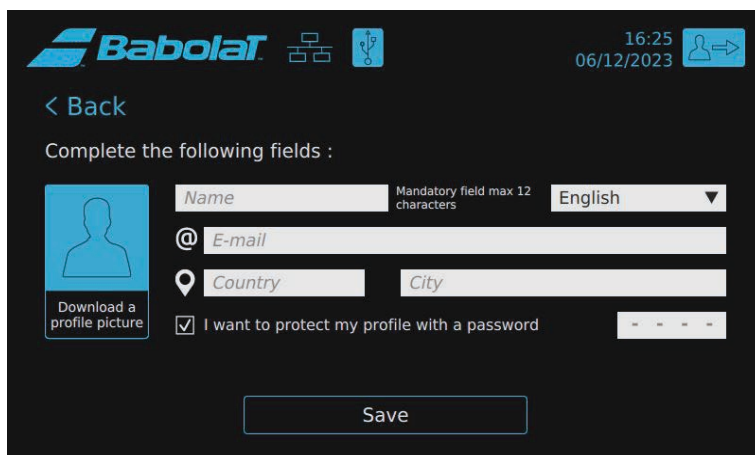 BabolaT
16:25
06/12/2023
< Back
Complete the following fields :
Name
Mandatory field max 12
characters
English
@ E-mail
Country
City
Download a
profile picture
I want to protect my profile with a password
- - - -
Save